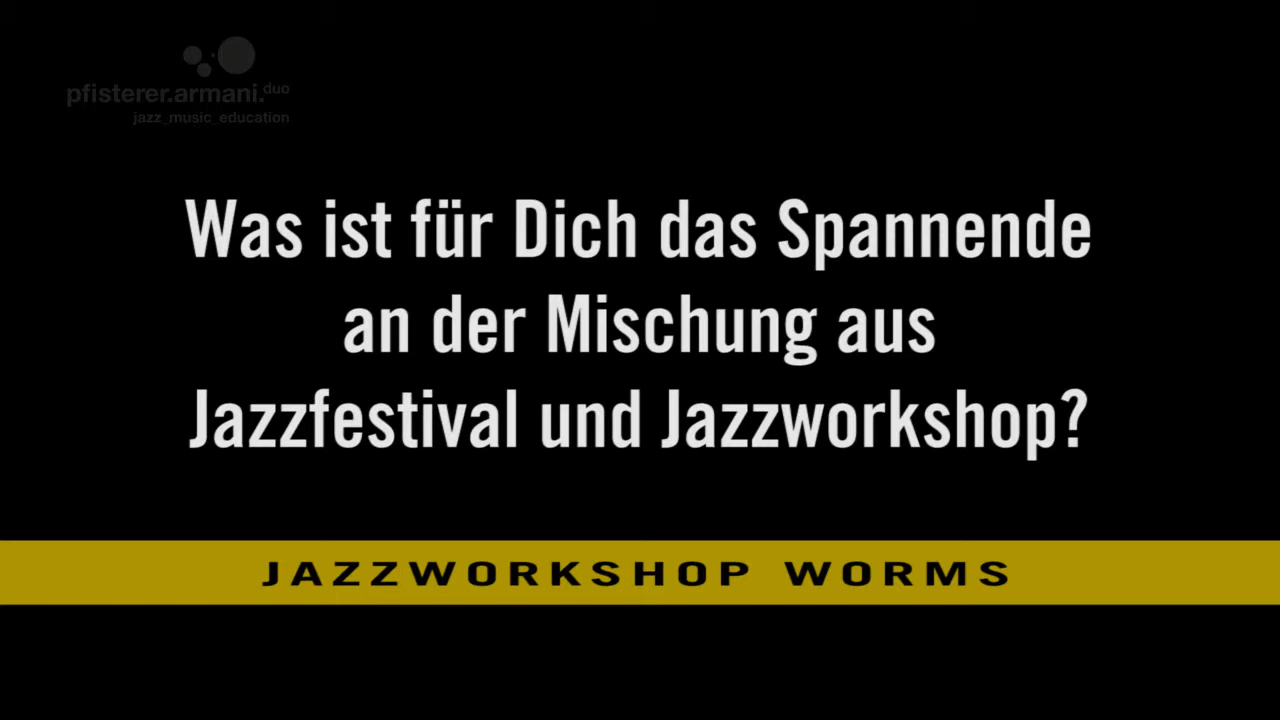 pfisterer.armani.duo
jazz_music_education
Was ist für Dich das Spannende
an der Mischung aus
Jazzfestival und Jazzworkshop?
JAZZWORKSHOP WORMS